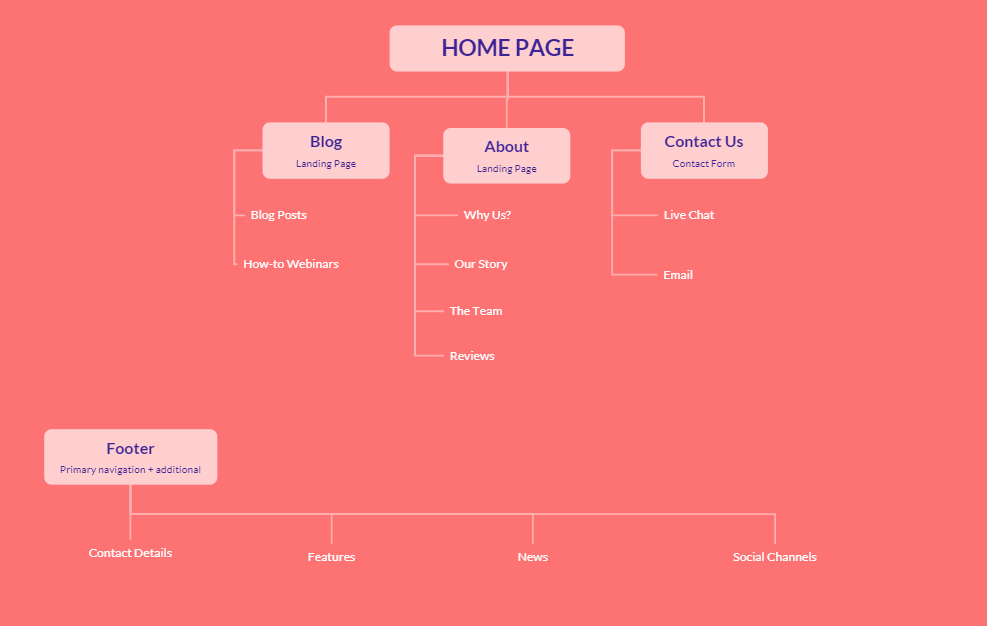 HOME PAGE
Blog
Landing Page
Blog Posts
How-to Webinars
About
Landing Page
Why Us?
Our Story
The Team
Reviews
Contact Us
Contact Form
Live Chat
Email
Footer
Primary navigation + additional
Contact Details
Features
News
Social Channels